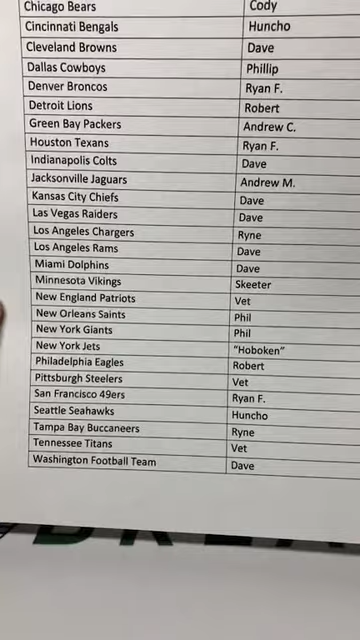 Chicago Bears Cody
Cincinnati Bengals Huncho
Cleveland Browns Dave
Dallas Cowboys Phillip
Denver Broncos Ryan F.
Detroit Lions Robert
Green Bay Packers Andrew C.
Houston Texans Ryan F.
Indianapolis Colts Dave
Jacksonville Jaguars Andrew M.
Kansas City Chiefs Dave
Las Vegas Raiders Dave
Los Angeles Chargers Ryne
Los Angeles Rams Dave
Miami Dolphins Dave
Minnesota Vikings Skeeter
New England Patriots Vet
New Orleans Saints Phil
New York Giants Phil
New York Jets "Hoboken"
Philadelphia Eagles Robert
Pittsburgh Steelers Vet
San Francisco 49ers Ryan F.
Seattle Seahawks Huncho
Tampa Bay Buccaneers Ryne
Tennessee Titans Vet
Washington Football Team Dave